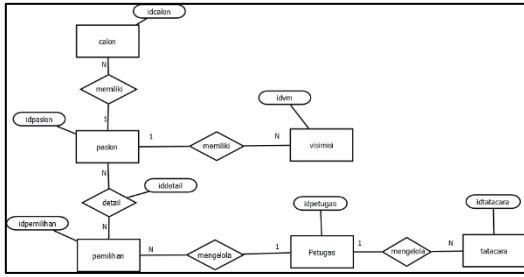 idcalon
calon
N
memiliki
1
idpaslon
paslon
1
memiliki
N
visimisi
idvm
N
detail
iddetail
N
idpemilihan
pemilihan
N
mengelola
1
Petugas
idpetugas
1
mengelola
N
tatacara
idtatacara